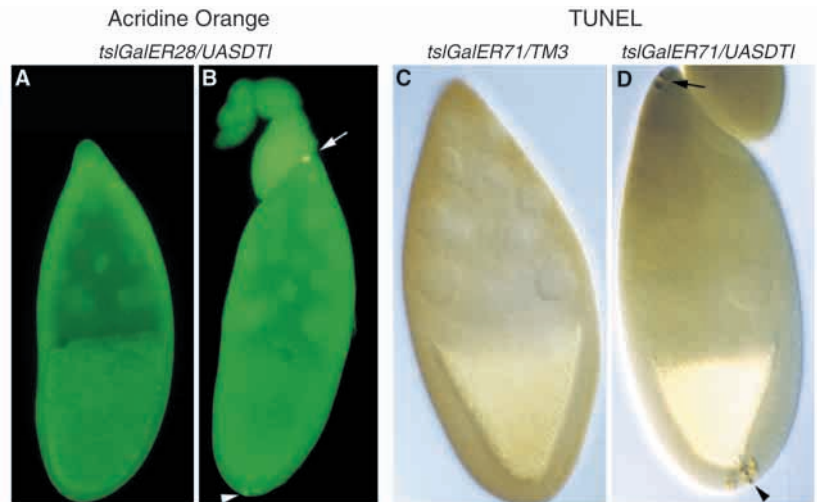 Acridine Orange
TUNEL
tslGalER28/UASDTI
tslGalER71/TM3
tslGalER71/UASDTI
A
B
C
D